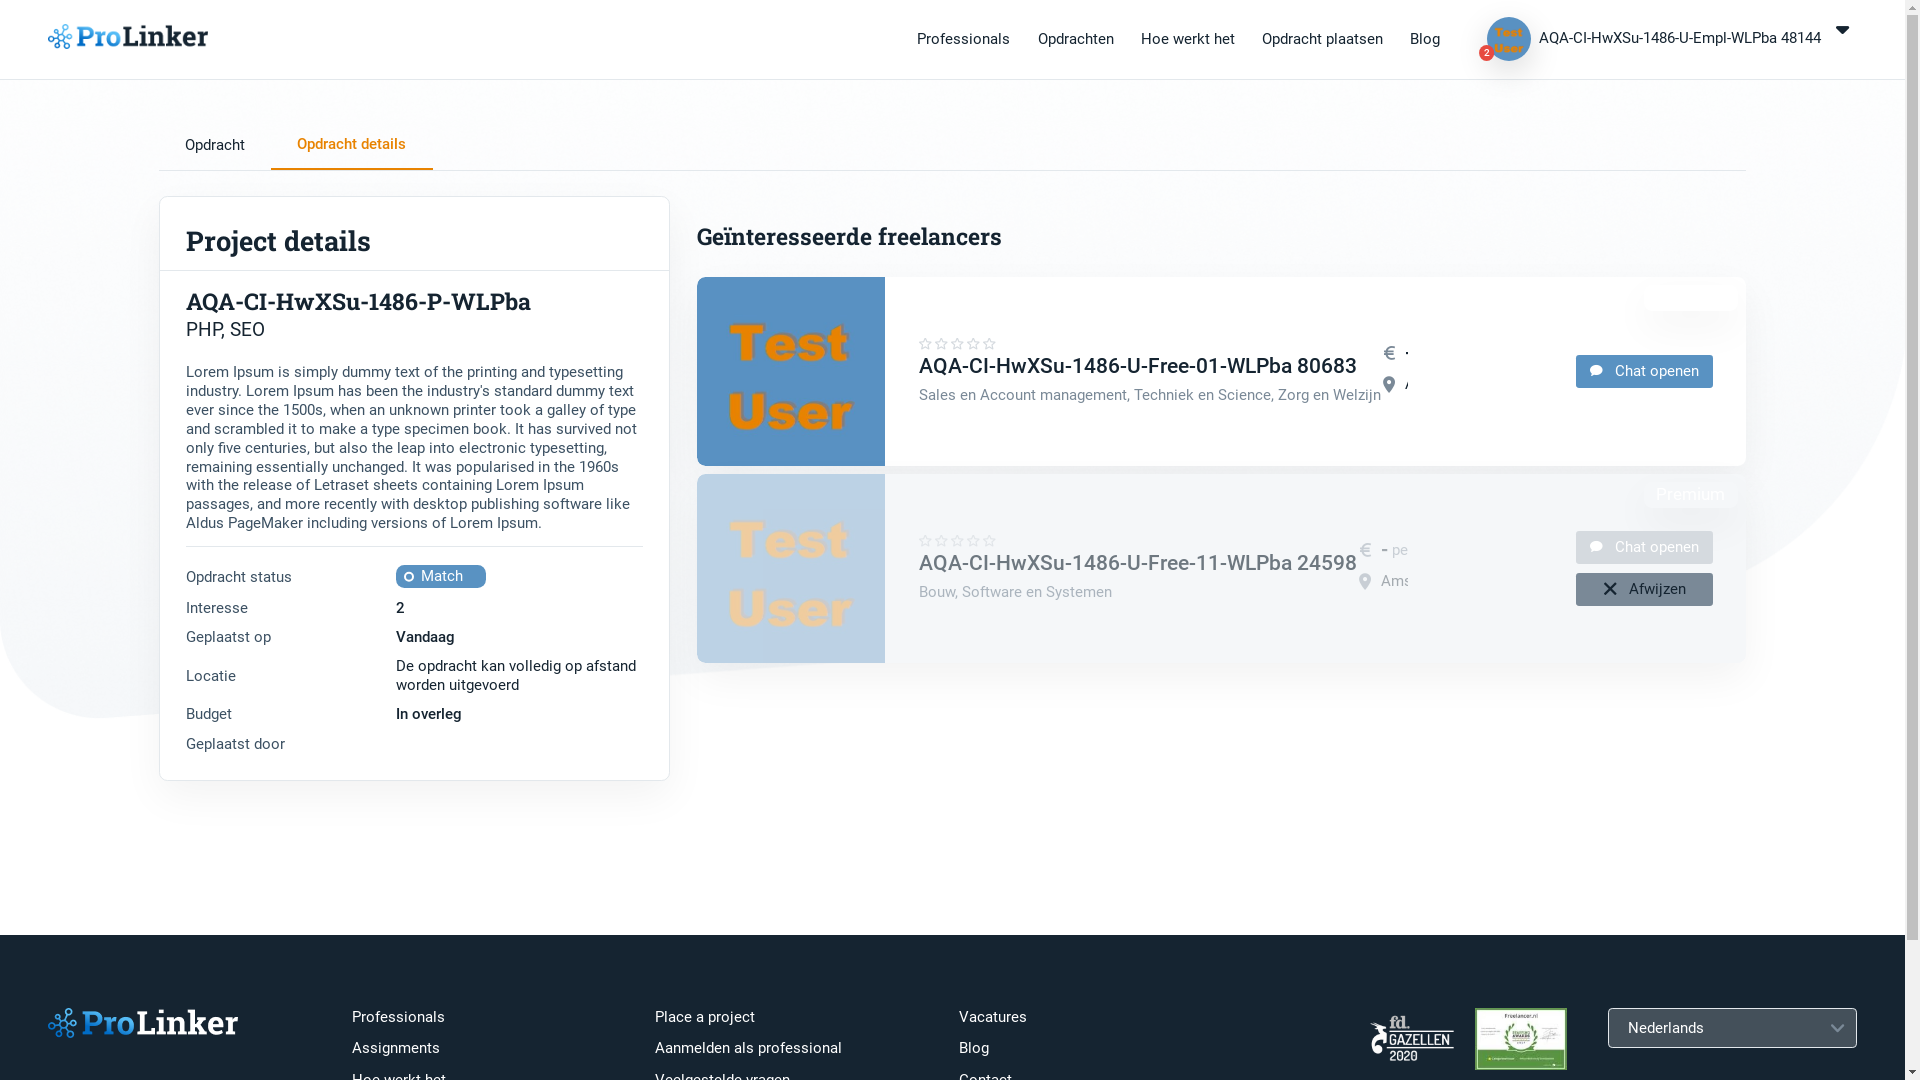 ProLinker
Professionals
Opdrachten
Hoe werkt het
Opdracht plaatsen
Blog
Test
User
2
AQA-CI-HwXSu-1486-U-Empl-WLPba 48144
Opdracht
Opdracht details
Project details
AQA-CI-HwXSu-1486-P-WLPba
PHP, SEO
Lorem Ipsum is simply dummy text of the printing and typesetting
industry. Lorem Ipsum has been the industry's standard dummy text
ever since the 1500s, when an unknown printer took a galley of type
and scrambled it to make a type specimen book. It has survived not
only five centuries, but also the leap into electronic typesetting,
remaining essentially unchanged. It was popularised in the 1960s
with the release of Letraset sheets containing Lorem Ipsum
passages, and more recently with desktop publishing software like
Aldus PageMaker including versions of Lorem Ipsum.
Opdracht status Match
Interesse 2
Geplaatst op Vandaag
Locatie De opdracht kan volledig op afstand
worden uitgevoerd
Budget In overleg
Geplaatst door
Geïnteresseerde freelancers
Test
User
AQA-CI-HwXSu-1486-U-Free-01-WLPba 80683
Sales en Account management, Techniek en Science, Zorg en Welzijn
€ -
Chat openen
Test
User
Premium
AQA-CI-HwXSu-1486-U-Free-11-WLPba 24598
Bouw, Software en Systemen
€ - pe
Ams
Chat openen
Afwijzen
ProLinker
Professionals
Assignments
Hoe werkt het
Place a project
Aanmelden als professional
Veelgestelde vragen
Vacatures
Blog
Contact
fd.
GAZELLEN
2020
Freelancer.nl
Nederlands